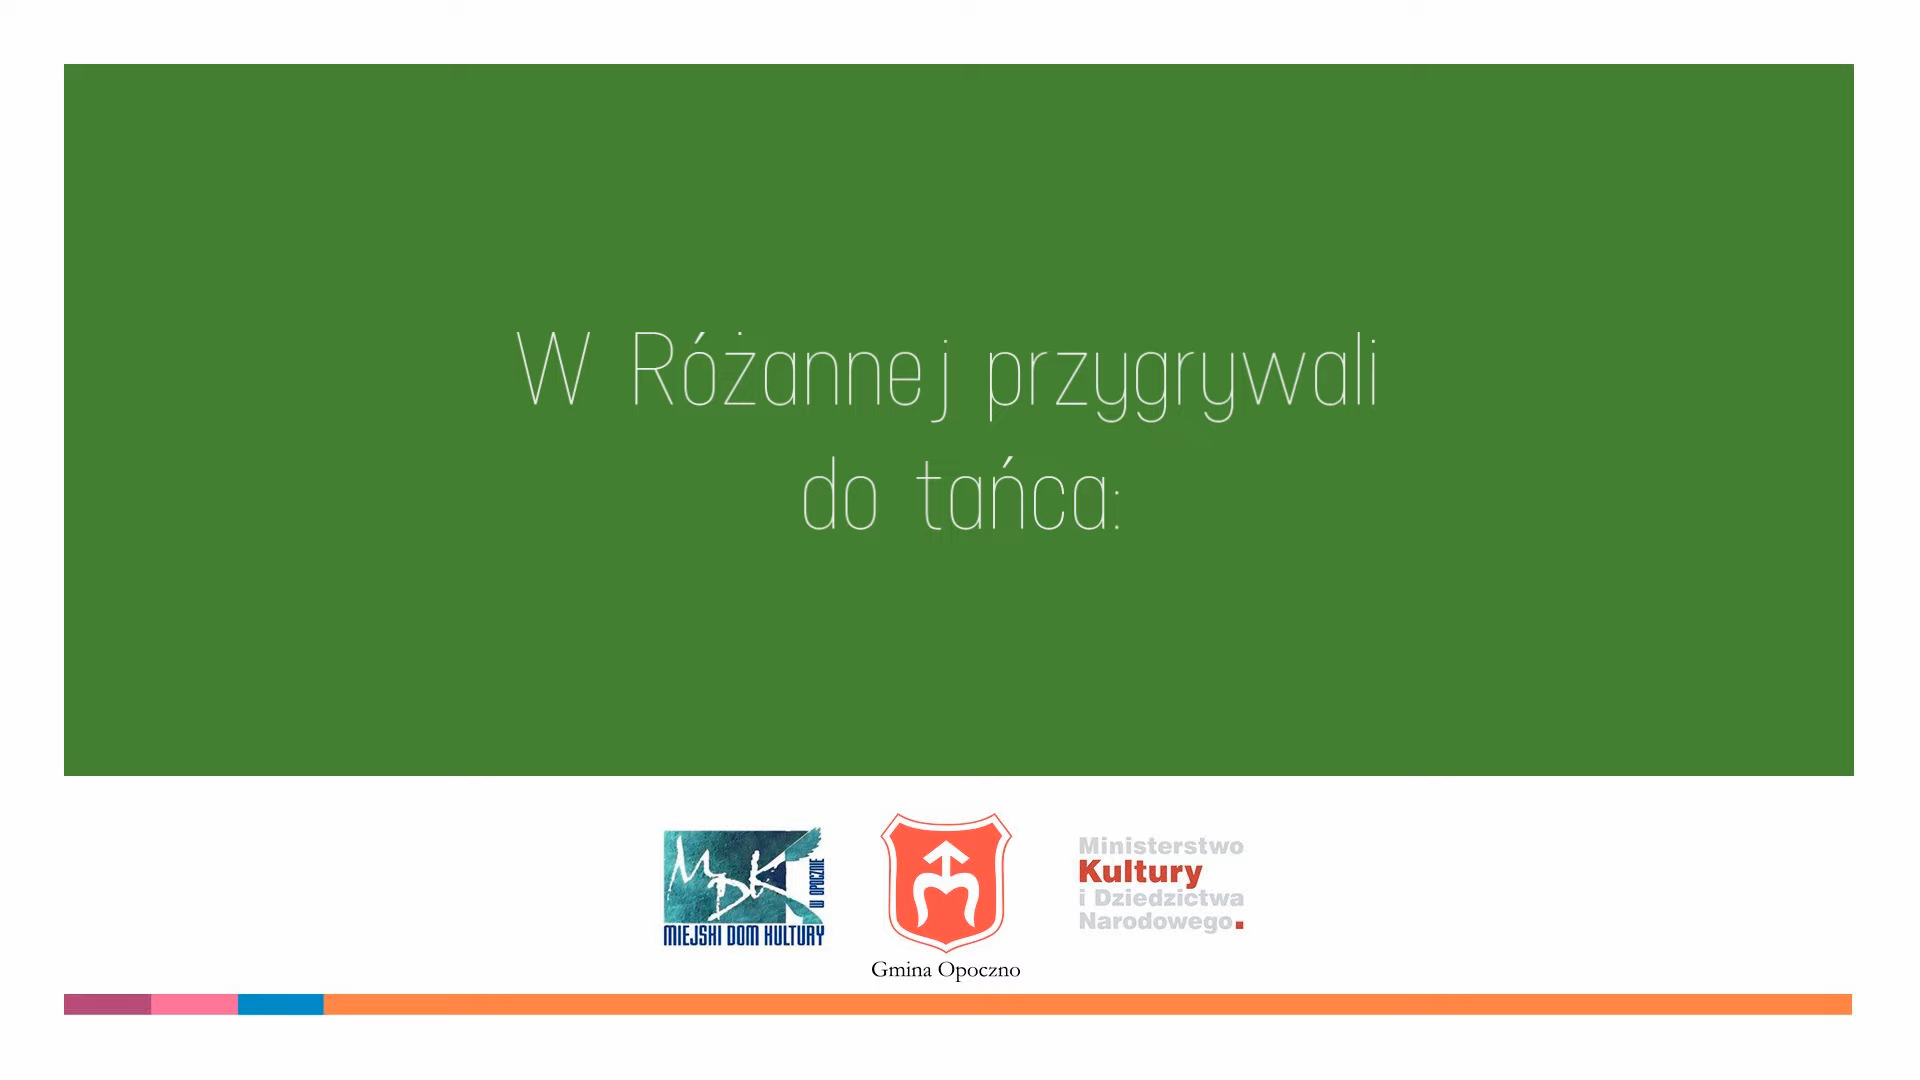 W Różannej przygrywali
do tańca:
MDK
W OPOCZNIE
MIEJSKI DOM KULTURY
Gmina Opoczno
Ministerstwo
Kultury
i Dziedzictwa
Narodowego.